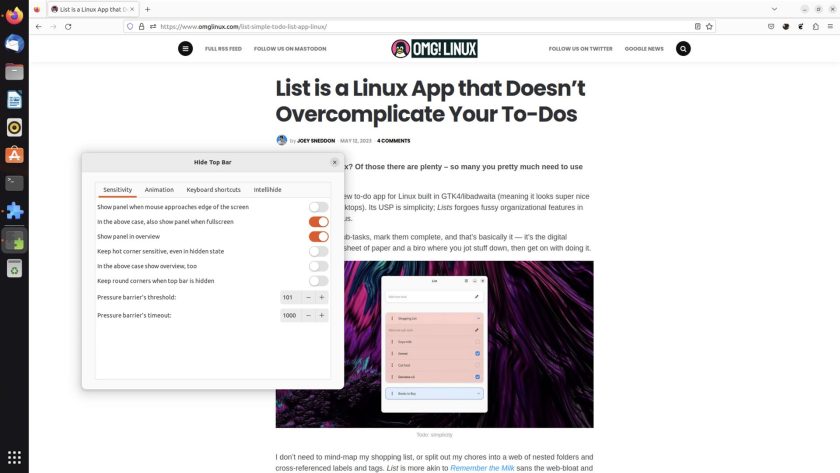 List is a Linux App that D
https://www.omglinux.com/list-simple-todo-list-app-linux/
FULL RSS FEED
FOLLOW US ON MASTODON
OMG! LINUX
FOLLOW US ON TWITTER
GOOGLE NEWS
List is a Linux App that Doesn't
Overcomplicate Your To-Dos
by JOEY SNEDDON MAY 12, 2023 4 COMMENTS
x? Of those there are plenty – so many you pretty much need to use
ew to-do app for Linux built in GTK4/libadwaita (meaning it looks super nice
ktops). Its USP is simplicity; Lists forgoes fussy organizational features in
us.
ub-tasks, mark them complete, and that's basically it — it's the digital
sheet of paper and a biro where you jot stuff down, then get on with doing it.
Hide Top Bar
Sensitivity
Animation
Keyboard shortcuts
Intellihide
Show panel when mouse approaches edge of the screen
In the above case, also show panel when fullscreen
Show panel in overview
Keep hot corner sensitive, even in hidden state
In the above case show overview, too
Keep round corners when top bar is hidden
Pressure barrier's threshold: 101 − +
Pressure barrier's timeout: 1000 − +
List
Shopping List
Cat food
Todo: simplicity
I don't need to mind-map my shopping list, or split out my chores into a web of nested folders and
cross-referenced labels and tags. List is more akin to Remember the Milk sans the web-bloat and